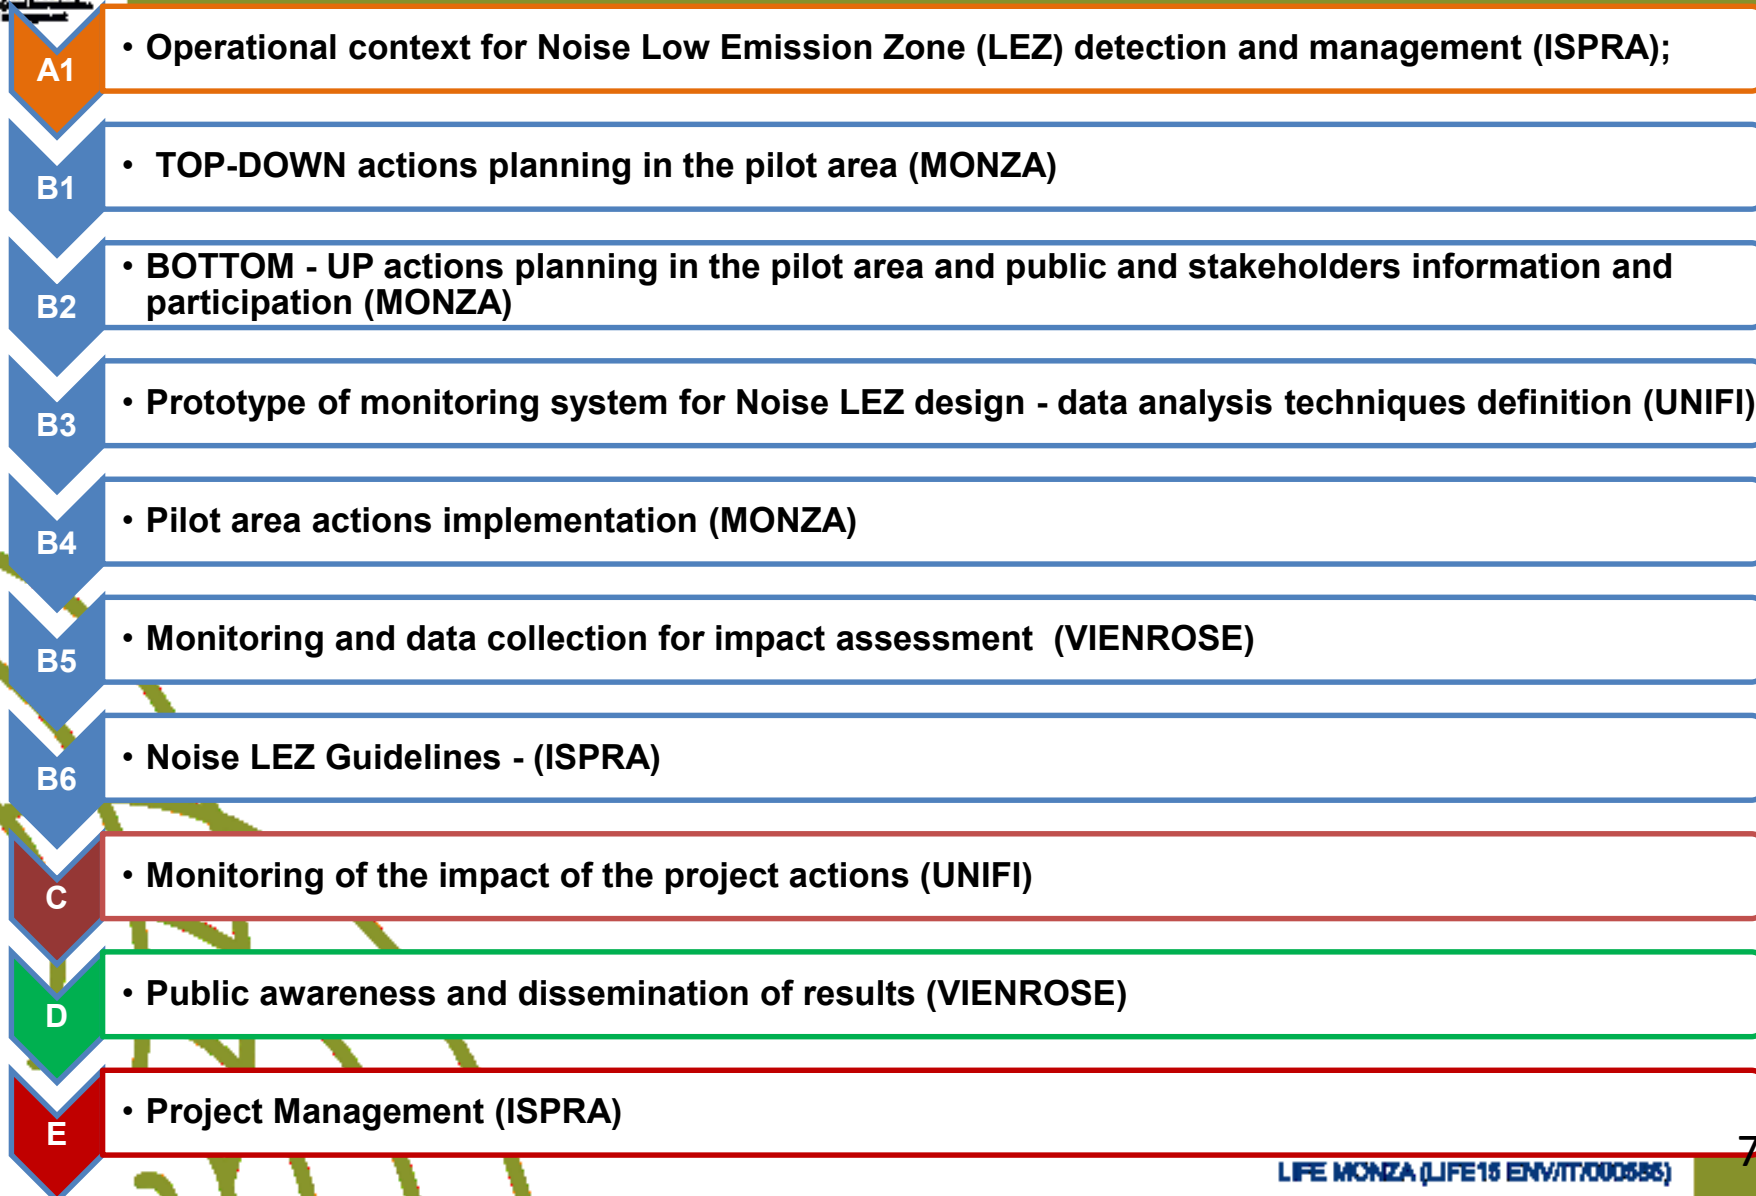 A1
• Operational context for Noise Low Emission Zone (LEZ) detection and management (ISPRA);
B1
• TOP-DOWN actions planning in the pilot area (MONZA)
B2
• BOTTOM - UP actions planning in the pilot area and public and stakeholders information and
participation (MONZA)
B3
• Prototype of monitoring system for Noise LEZ design - data analysis techniques definition (UNIFI)
B4
• Pilot area actions implementation (MONZA)
B5
• Monitoring and data collection for impact assessment (VIENROSE)
B6
• Noise LEZ Guidelines - (ISPRA)
C
• Monitoring of the impact of the project actions (UNIFI)
D
• Public awareness and dissemination of results (VIENROSE)
E
• Project Management (ISPRA)
7
LIFE MONZA (LIFE15 ENV/IT/000586)